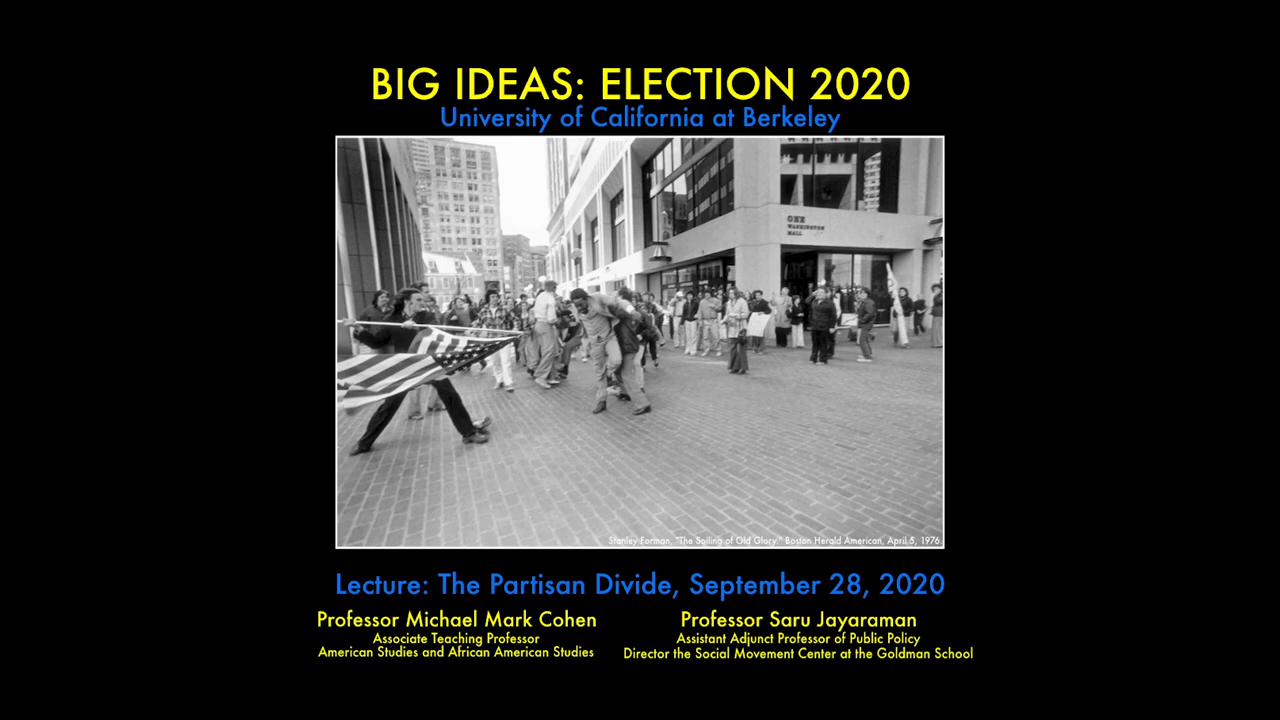 BIG IDEAS: ELECTION 2020
University of California at Berkeley
ONE
WASHINGTON
MALL
Stanley Forman, "The Soiling of Old Glory." Boston Herald American, April 5, 1976.
Lecture: The Partisan Divide, September 28, 2020
Professor Michael Mark Cohen
Associate Teaching Professor
American Studies and African American Studies
Professor Saru Jayaraman
Assistant Adjunct Professor of Public Policy
Director the Social Movement Center at the Goldman School